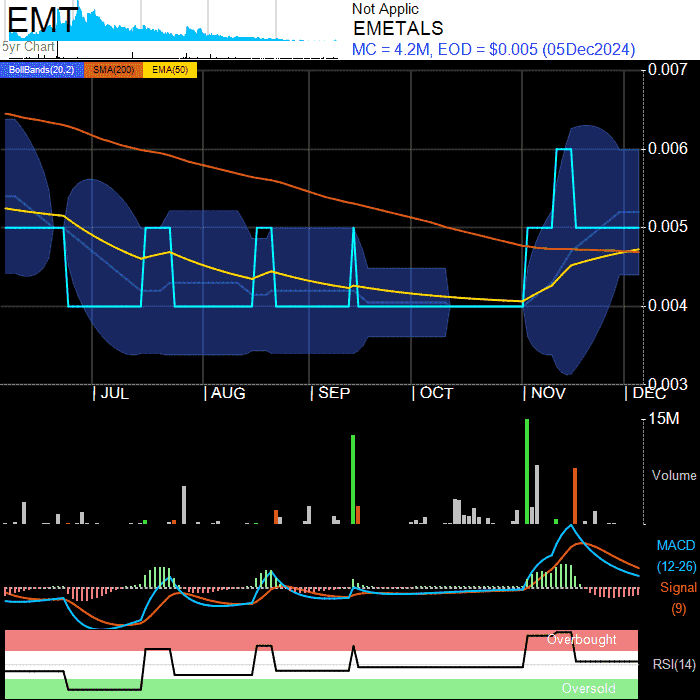 EMT
5yr Chart
Not Applic
EMETALS
MC = 4.2M, EOD = $0.005 (05Dec2024)
BollBands(20,2) SMA(200) EMA(50)
0.007
0.006
0.005
0.004
0.003
JUL AUG SEP OCT NOV DEC
15M
Volume
MACD
(12-26)
Signal
(9)
Overbought
RSI(14)
Oversold